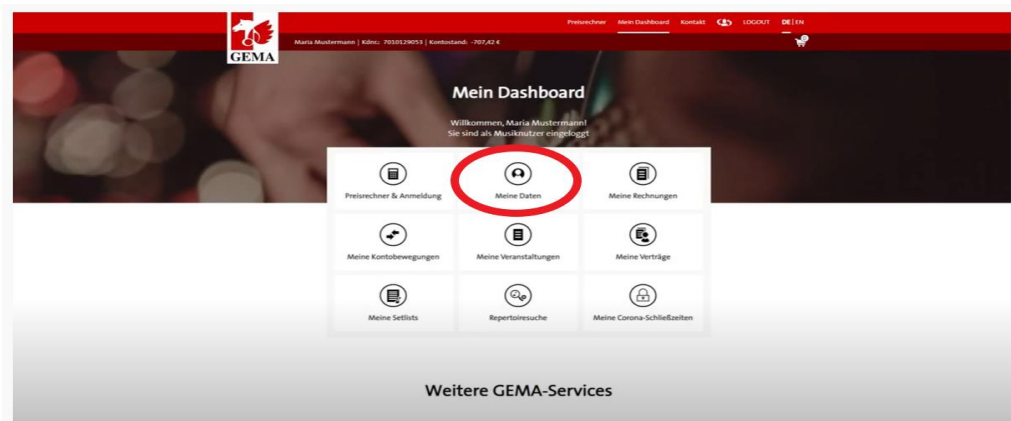 Preisrechner Mein Dashboard Kontakt LOGOUT DE|EN
GEMA
Maria Mustermann | Kdnr.: 7010129053 | Kontostand: -707,42 €
0
Mein Dashboard
Willkommen, Maria Mustermann!
Sie sind als Musiknutzer eingeloggt
Preisrechner & Anmeldung
Meine Daten
Meine Rechnungen
Meine Kontobewegungen
Meine Veranstaltungen
Meine Verträge
Meine Setlists
Repertoiresuche
Meine Corona-Schließzeiten
Weitere GEMA-Services